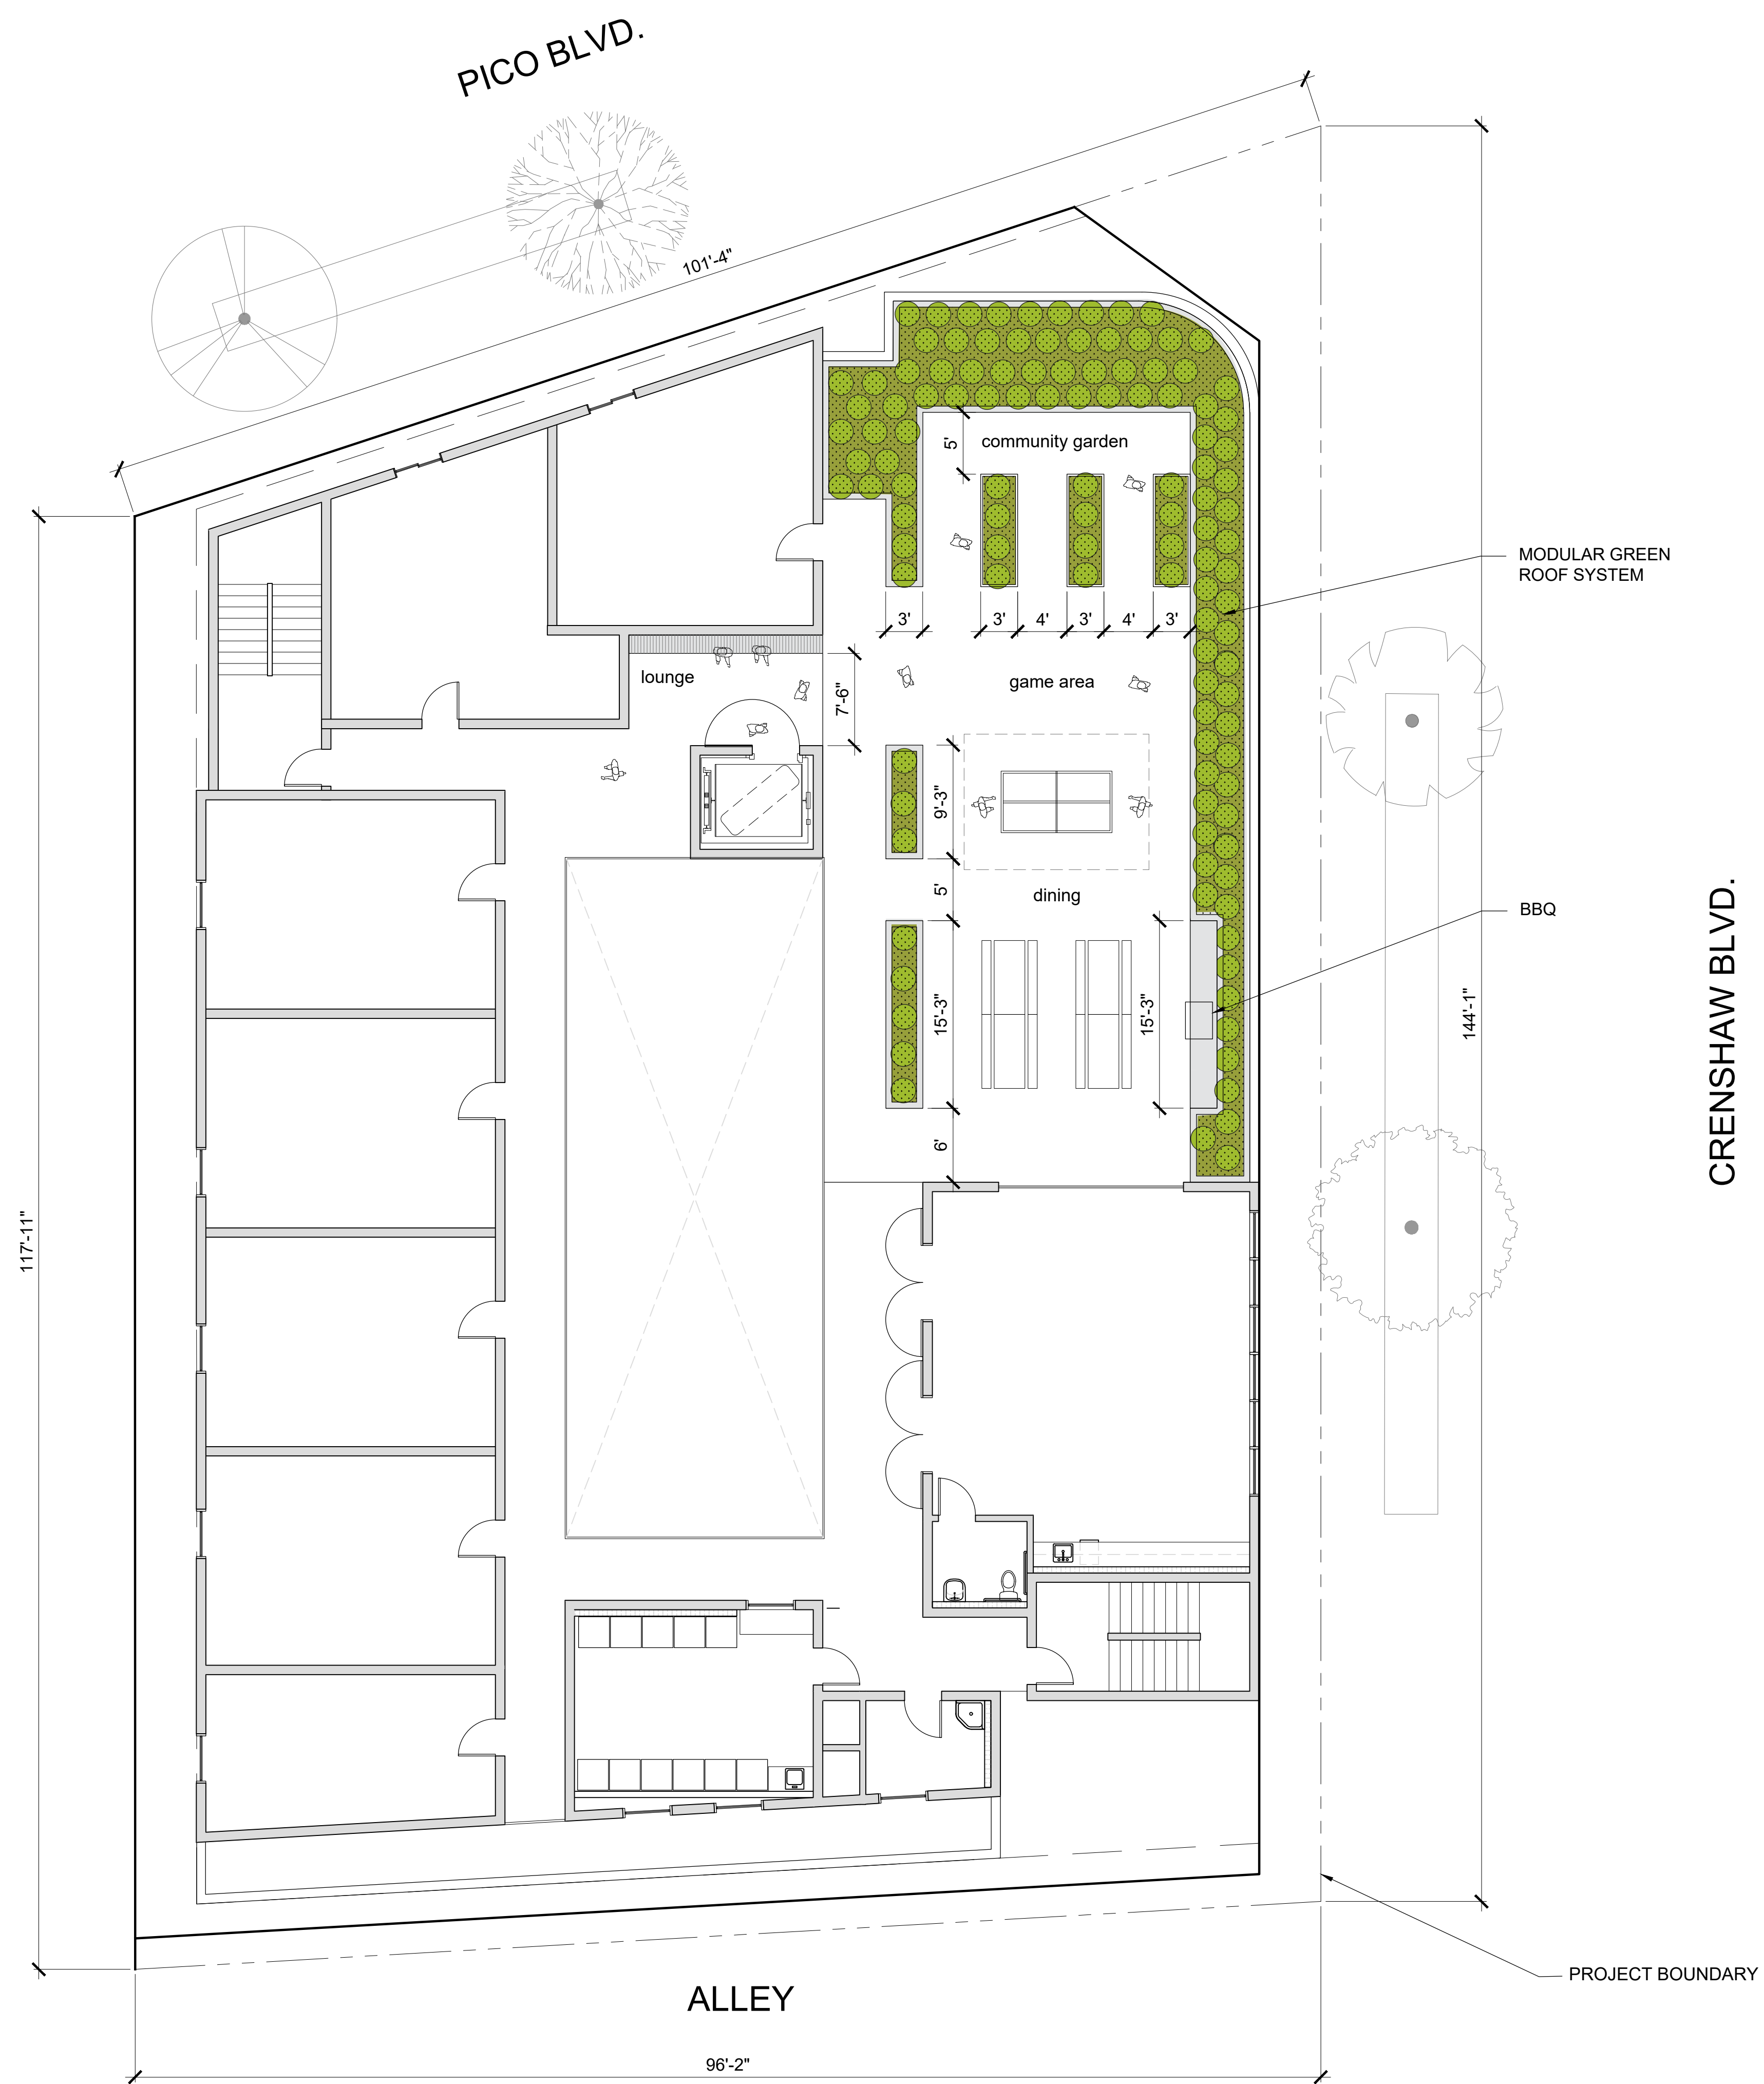 PICO BLVD.
101'-4"
community garden
5'
MODULAR GREEN
ROOF SYSTEM
3'
3'
4'
3'
4'
3'
lounge
game area
7'-6"
9'-3"
5'
dining
BBQ
CRENSHAW BLVD.
15'-3"
15'-3"
144'-1"
6'
117'-11"
PROJECT BOUNDARY
ALLEY
96'-2"